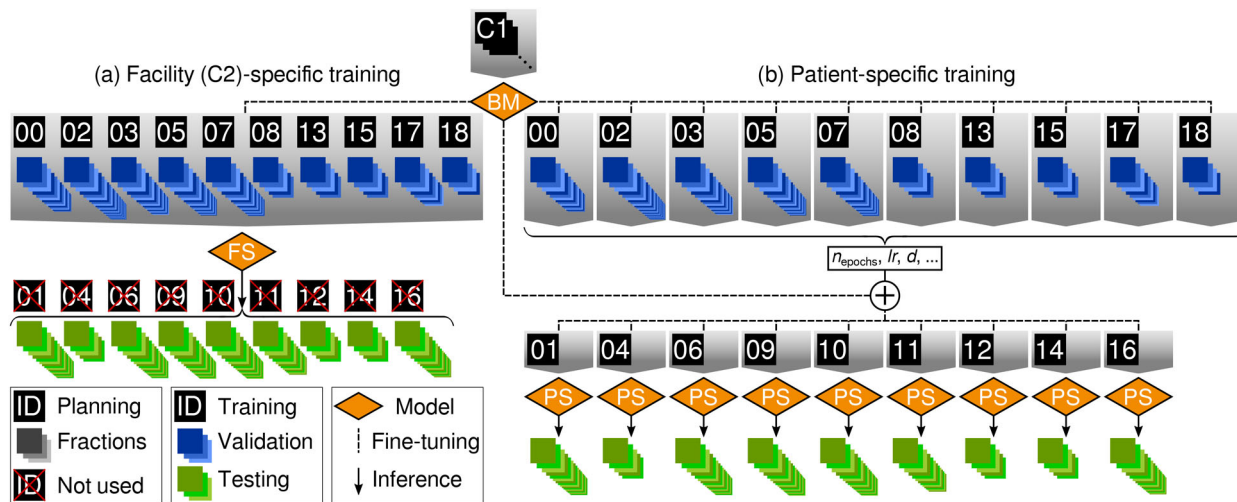 C1
(a) Facility (C2)-specific training
(b) Patient-specific training
BM
00 02 03 05 07 08 13 15 17 18
00 02 03 05 07 08 13 15 17 18
FS
n_epochs, lr, d, ...
+
01 04 06 09 10 11 12 14 16
01 04 06 09 10 11 12 14 16
PS PS PS PS PS PS PS PS PS
ID Planning
Fractions
ID Not used
ID Training
Validation
Testing
Model
Fine-tuning
Inference